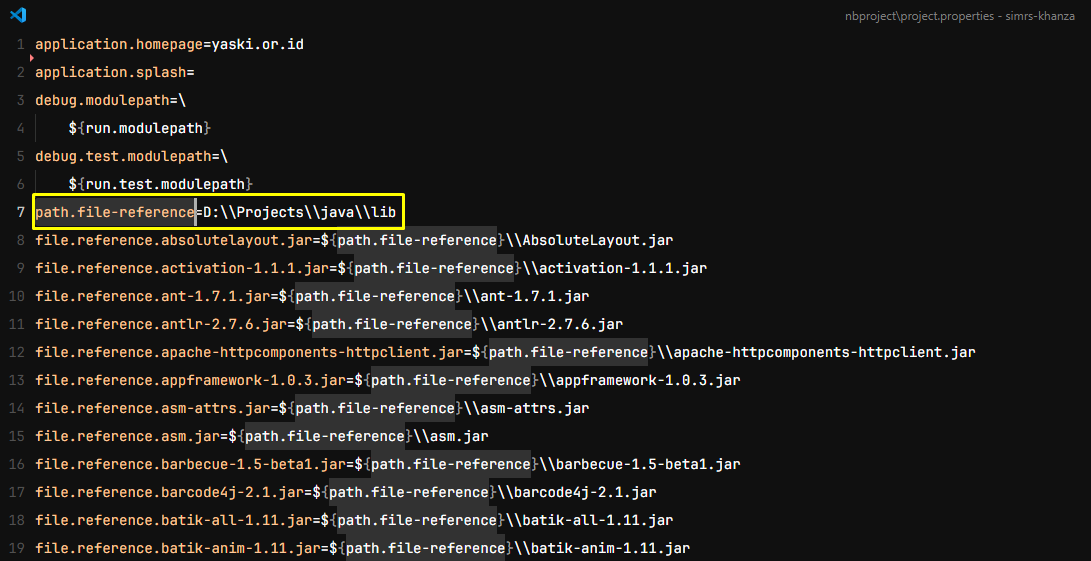 nbproject\project.properties - simrs-khanza
1 application.homepage=yaski.or.id
2 application.splash=
3 debug.modulepath=\
4 ${run.modulepath}
5 debug.test.modulepath=\
6 ${run.test.modulepath}
7 path.file-reference=D:\\Projects\\java\\lib
8 file.reference.absolutelayout.jar=${path.file-reference}\\AbsoluteLayout.jar
9 file.reference.activation-1.1.1.jar=${path.file-reference}\\activation-1.1.1.jar
10 file.reference.ant-1.7.1.jar=${path.file-reference}\\ant-1.7.1.jar
11 file.reference.antlr-2.7.6.jar=${path.file-reference}\\antlr-2.7.6.jar
12 file.reference.apache-httpcomponents-httpclient.jar=${path.file-reference}\\apache-httpcomponents-httpclient.jar
13 file.reference.appframework-1.0.3.jar=${path.file-reference}\\appframework-1.0.3.jar
14 file.reference.asm-attrs.jar=${path.file-reference}\\asm-attrs.jar
15 file.reference.asm.jar=${path.file-reference}\\asm.jar
16 file.reference.barbecue-1.5-beta1.jar=${path.file-reference}\\barbecue-1.5-beta1.jar
17 file.reference.barcode4j-2.1.jar=${path.file-reference}\\barcode4j-2.1.jar
18 file.reference.batik-all-1.11.jar=${path.file-reference}\\batik-all-1.11.jar
19 file.reference.batik-anim-1.11.jar=${path.file-reference}\\batik-anim-1.11.jar